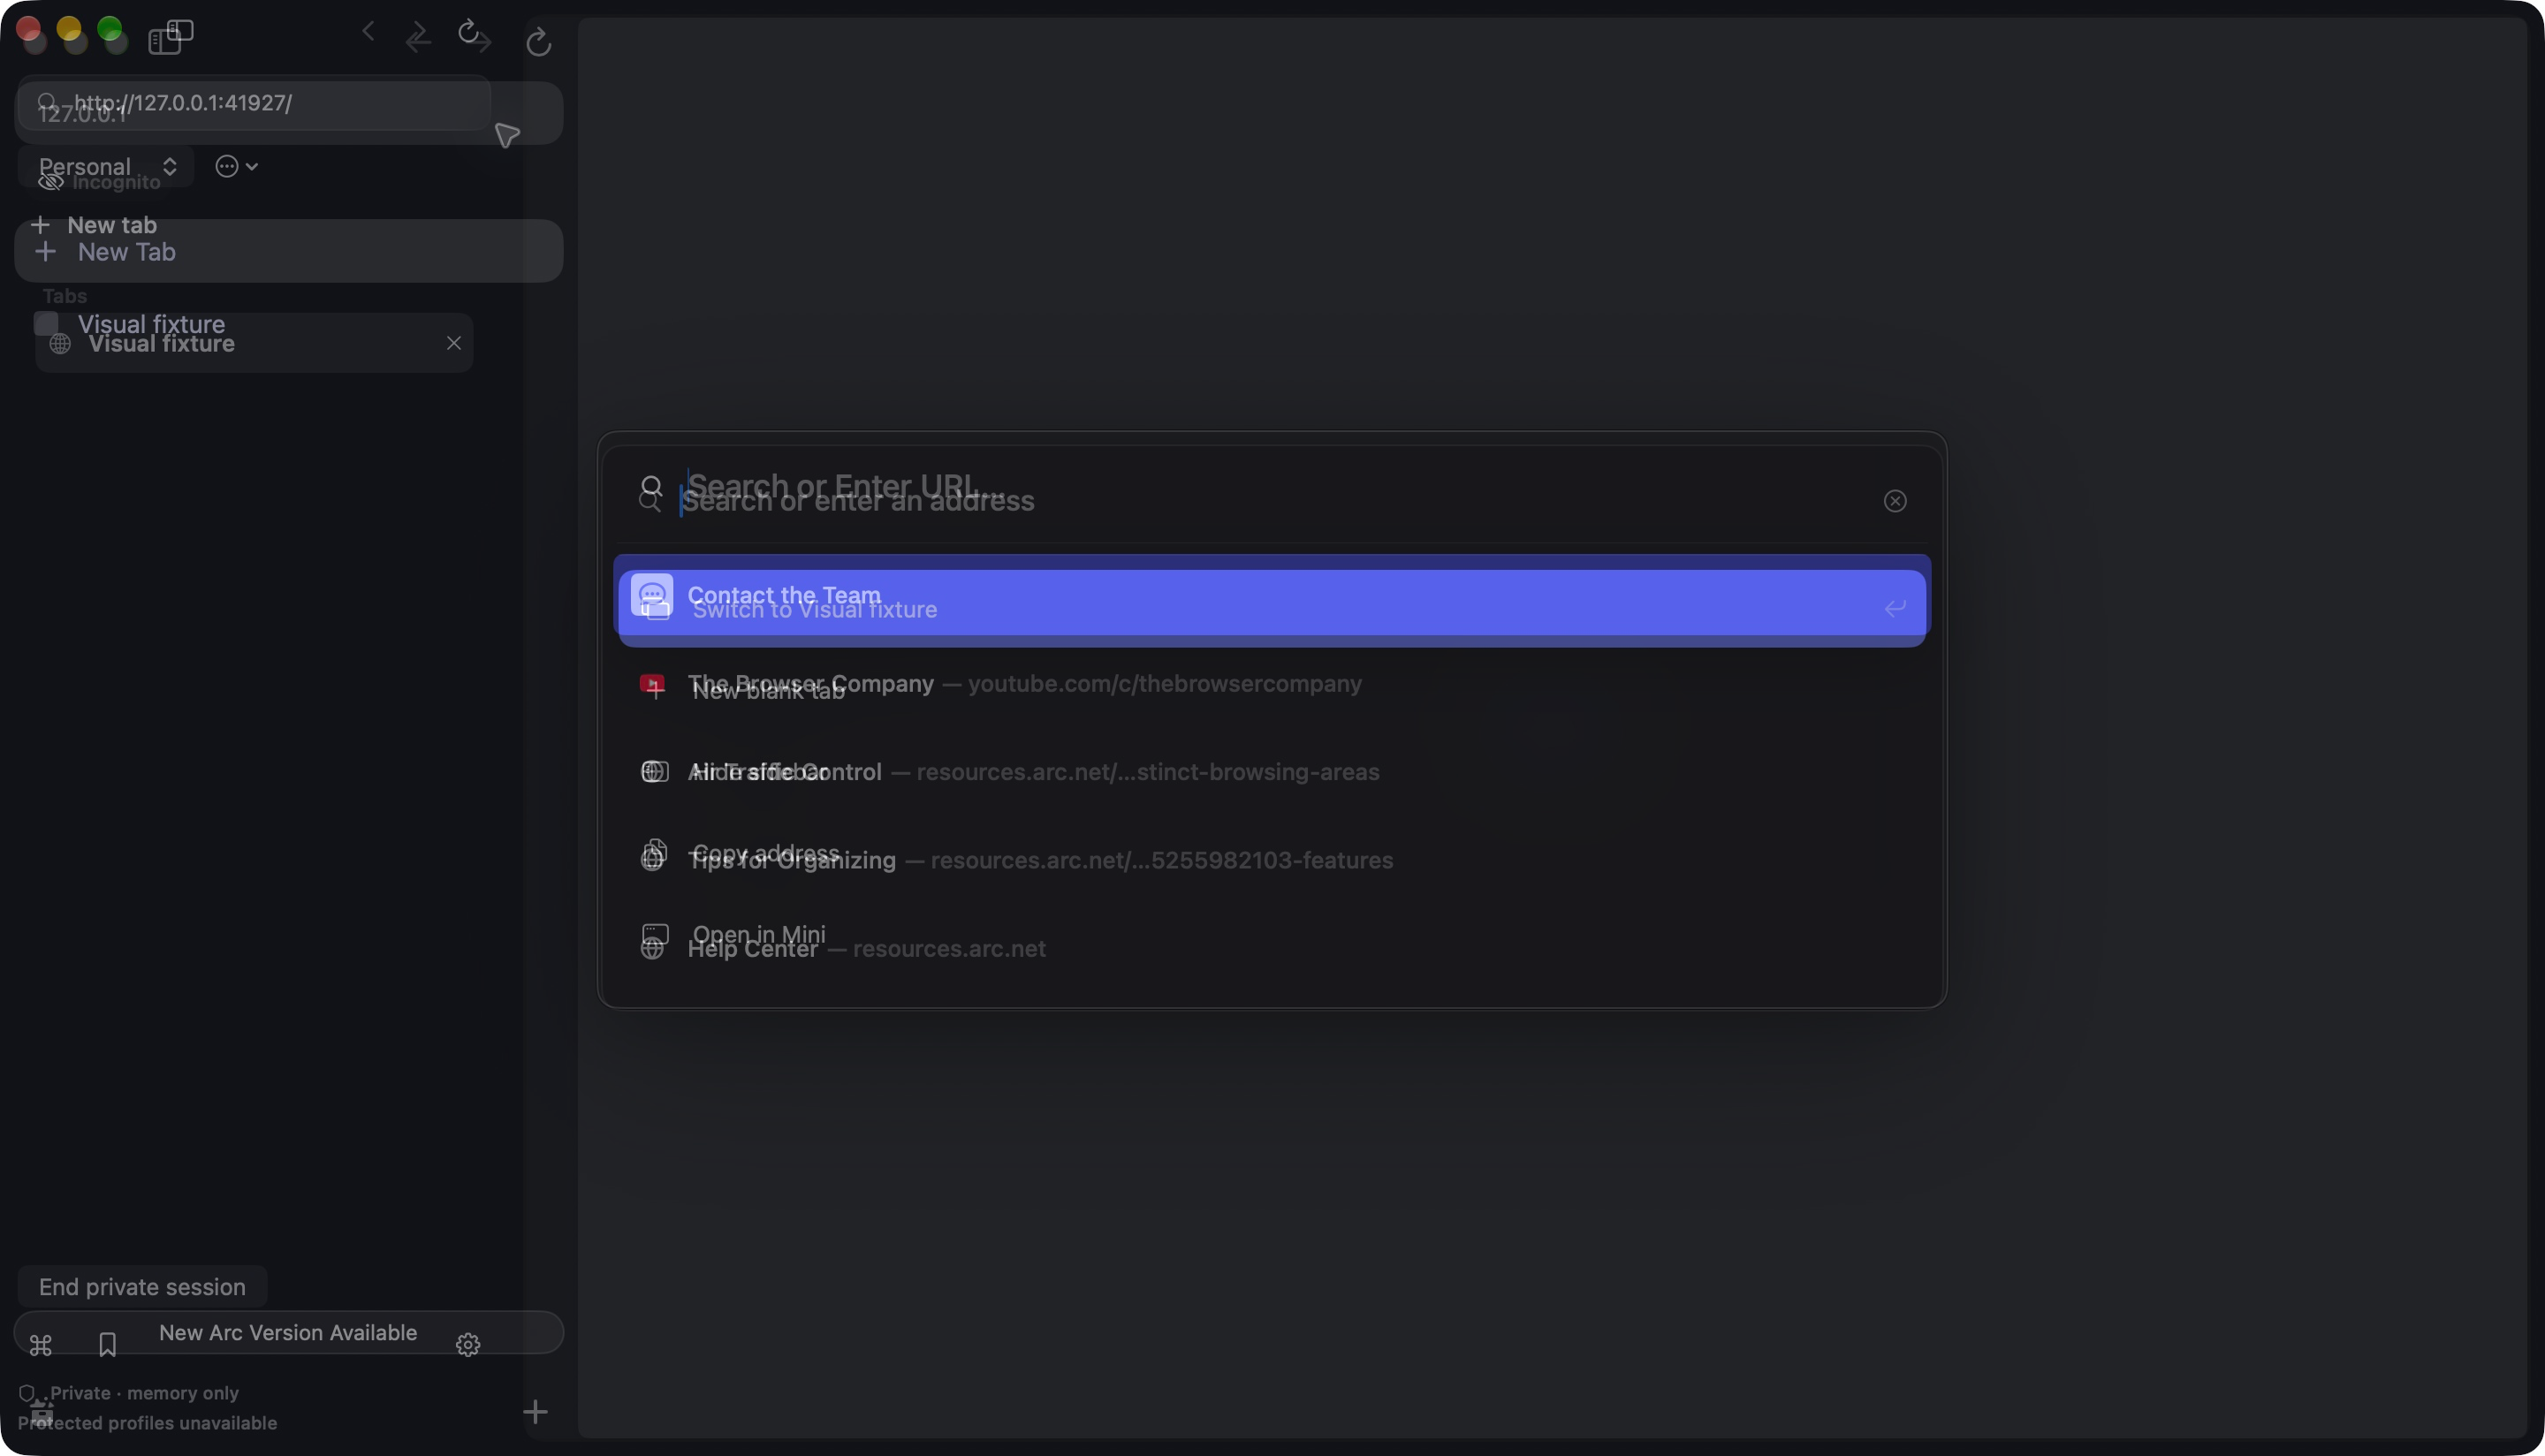 http://127.0.0.1:41927/
127.0.0.1
Personal
Incognito
New tab
New Tab
Tabs
Visual fixture
Visual fixture
Search or Enter URL...
Search or enter an address
Contact the Team
Switch to Visual fixture
The Browser Company — youtube.com/c/thebrowsercompany
New blank tab
Air Traffic Control — resources.arc.net/...stinct-browsing-areas
Hide sidebar
Copy address
Tips for Organizing — resources.arc.net/...5255982103-features
Open in Mini
Help Center — resources.arc.net
End private session
New Arc Version Available
Private · memory only
Protected profiles unavailable